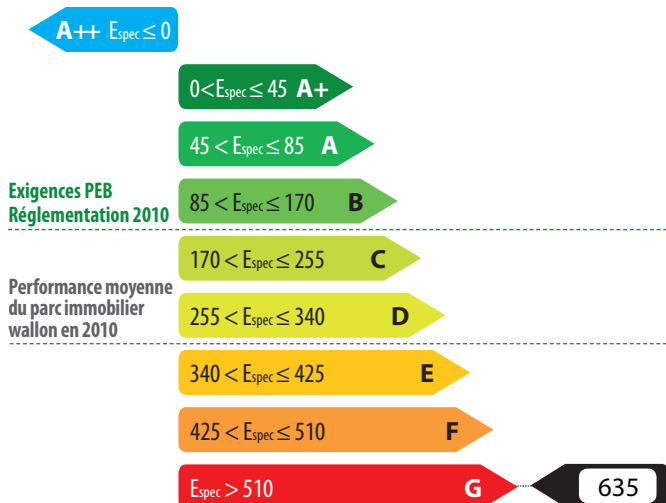 A++ Espec ≤ 0
0 < Espec ≤ 45 A+
45 < Espec ≤ 85 A
Exigences PEB
Réglementation 2010
85 < Espec ≤ 170 B
170 < Espec ≤ 255 C
Performance moyenne
du parc immobilier
wallon en 2010
255 < Espec ≤ 340 D
340 < Espec ≤ 425 E
425 < Espec ≤ 510 F
Espec > 510 G
635